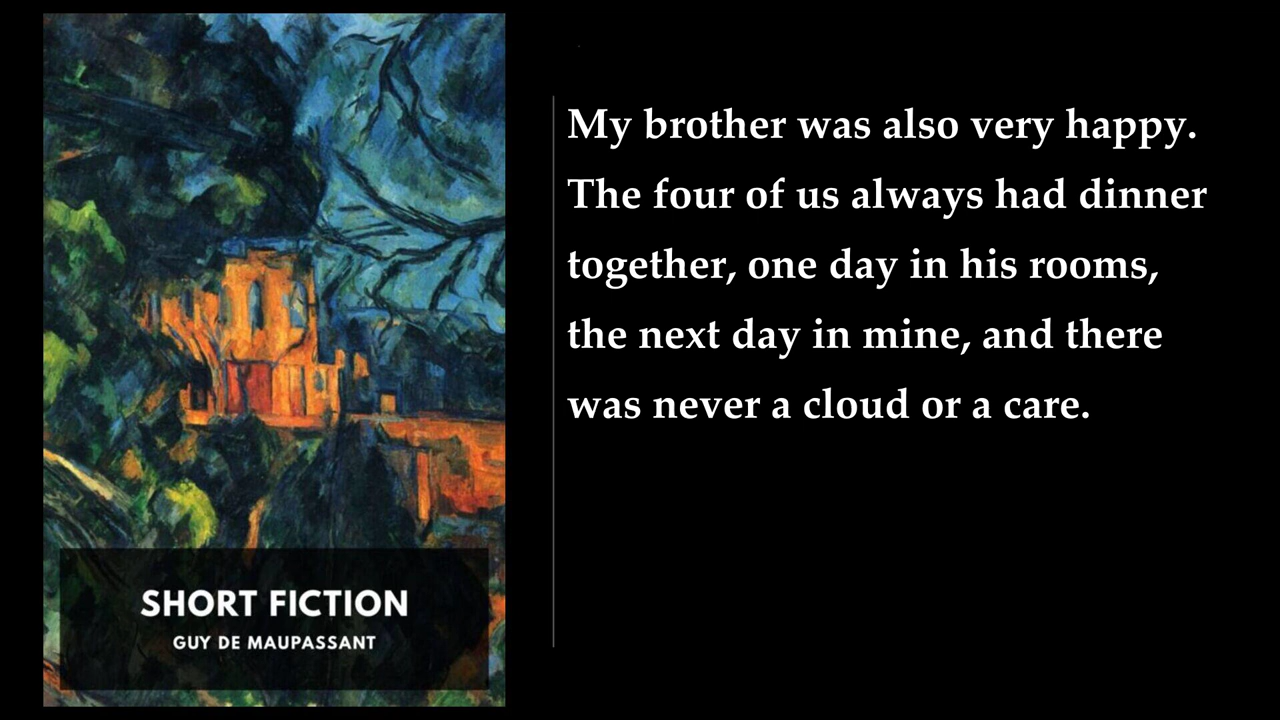 My brother was also very happy.
The four of us always had dinner
together, one day in his rooms,
the next day in mine, and there
was never a cloud or a care.
SHORT FICTION
GUY DE MAUPASSANT